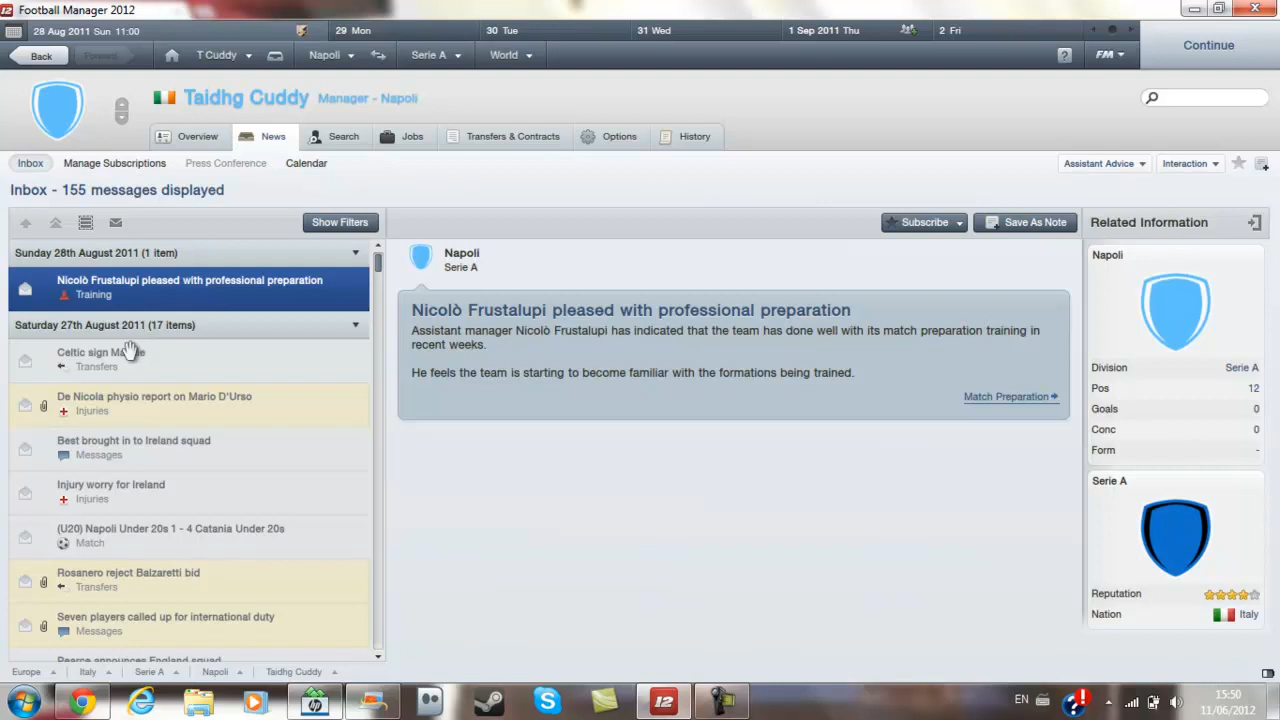 12 Football Manager 2012
28 Aug 2011 Sun 11:00 29 Mon 30 Tue 31 Wed 1 Sep 2011 Thu 2 Fri
Continue
Back Forward T Cuddy Napoli Serie A World ? FM
Taidhg Cuddy Manager - Napoli
Overview News Search Jobs Transfers & Contracts Options History
Inbox Manage Subscriptions Press Conference Calendar Assistant Advice Interaction
Inbox - 155 messages displayed
Show Filters Subscribe Save As Note Related Information
Sunday 28th August 2011 (1 item)
Nicolò Frustalupi pleased with professional preparation
Training
Saturday 27th August 2011 (17 items)
Celtic sign
Transfers
De Nicola physio report on Mario D'Urso
Injuries
Best brought in to Ireland squad
Messages
Injury worry for Ireland
Injuries
(U20) Napoli Under 20s 1 - 4 Catania Under 20s
Match
Rosanero reject Balzaretti bid
Transfers
Seven players called up for international duty
Messages
Pearce announces England squad
Napoli
Serie A
Nicolò Frustalupi pleased with professional preparation
Assistant manager Nicolò Frustalupi has indicated that the team has done well with its match preparation training in
recent weeks.
He feels the team is starting to become familiar with the formations being trained.
Match Preparation
Napoli
Division Serie A
Pos 12
Goals 0
Conc 0
Form -
Serie A
Reputation
Nation Italy
Europe Italy Serie A Napoli Taidhg Cuddy
12 EN 15:50
11/06/2012